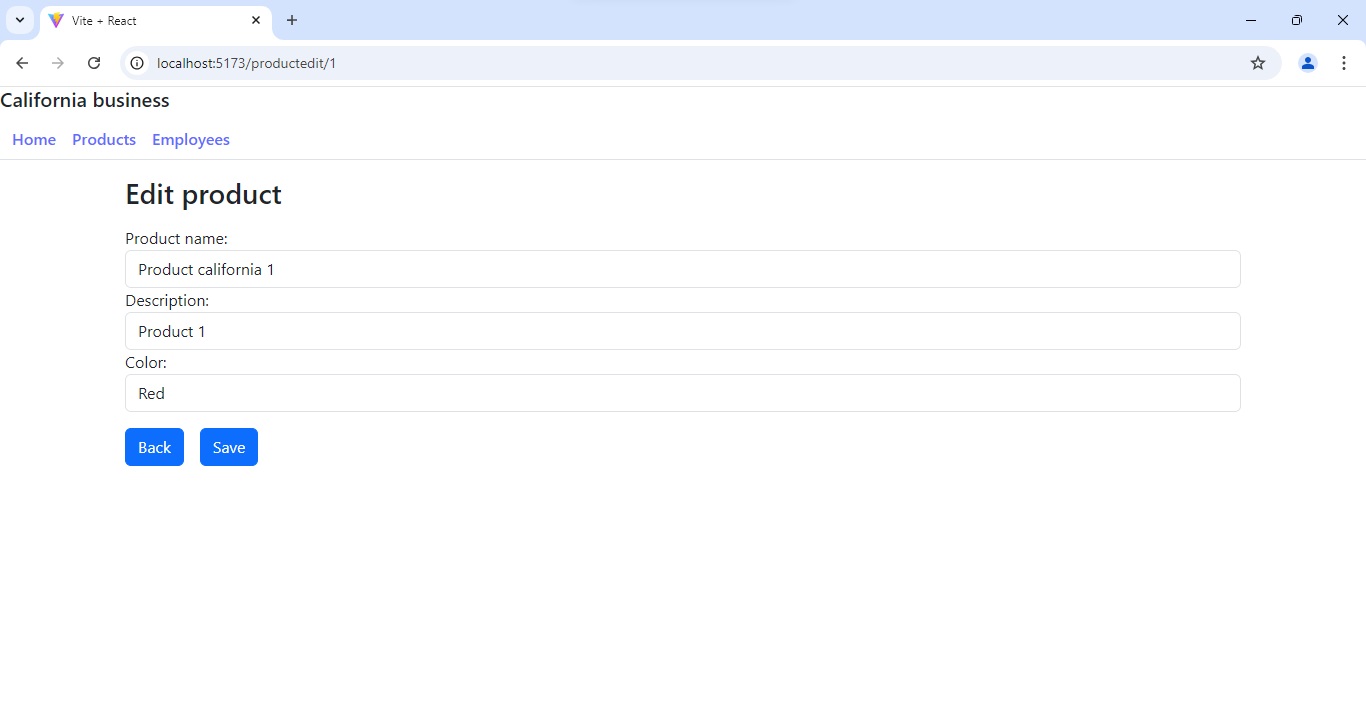 Vite + React
localhost:5173/productedit/1
California business
Home Products Employees
Edit product
Product name:
Product california 1
Description:
Product 1
Color:
Red
Back Save